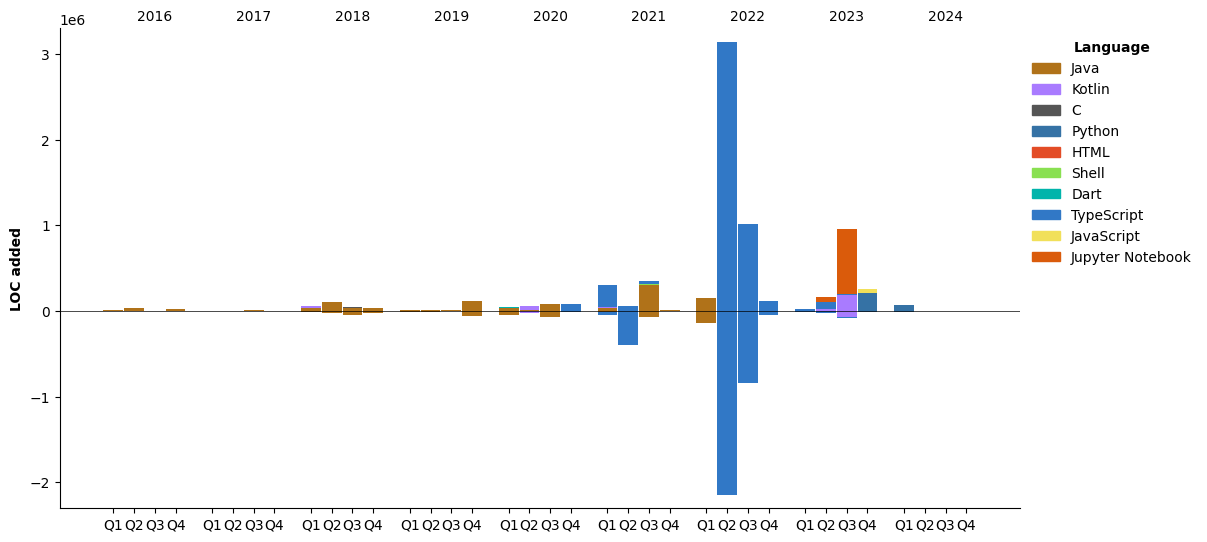 2016 2017 2018 2019 2020 2021 2022 2023 2024
1e6
3
2
1
0
−1
−2
LOC added
Q1 Q2 Q3 Q4 Q1 Q2 Q3 Q4 Q1 Q2 Q3 Q4 Q1 Q2 Q3 Q4 Q1 Q2 Q3 Q4 Q1 Q2 Q3 Q4 Q1 Q2 Q3 Q4 Q1 Q2 Q3 Q4 Q1 Q2 Q3 Q4
Language
Java
Kotlin
C
Python
HTML
Shell
Dart
TypeScript
JavaScript
Jupyter Notebook